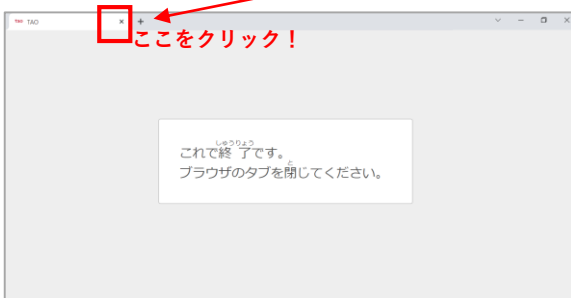 TAO TAO
ここをクリック！
しゅうりょう
これで終了です。
と
ブラウザのタブを閉じてください。